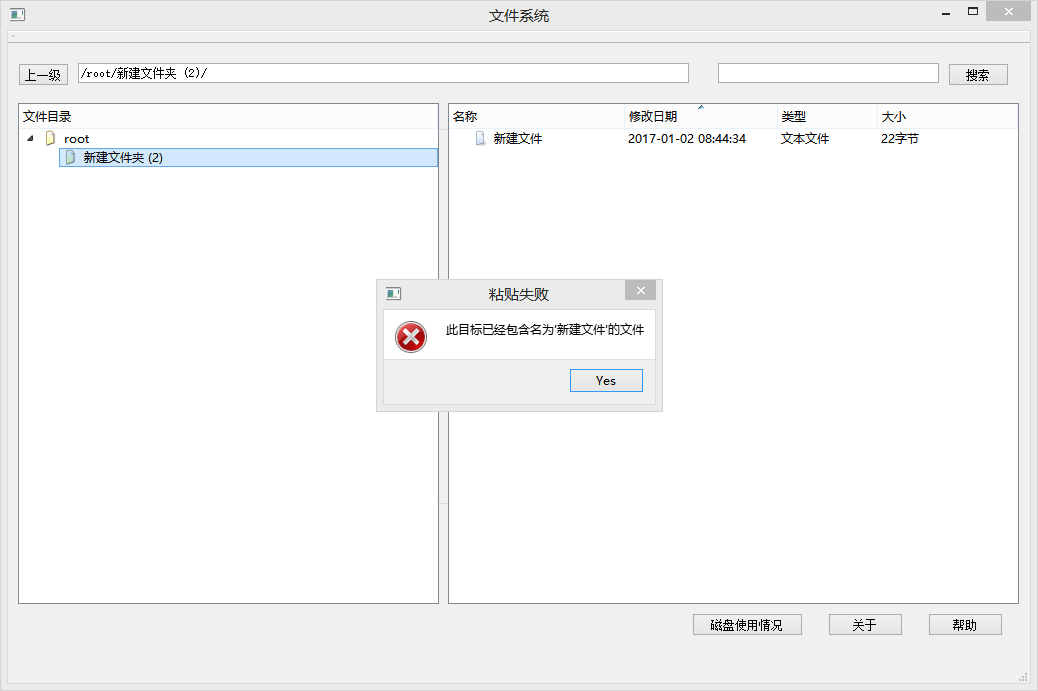 文件系统
上一级 /root/新建文件夹 (2)/ 搜索
文件目录
root
新建文件夹 (2)
名称 修改日期 类型 大小
新建文件 2017-01-02 08:44:34 文本文件 22字节
粘贴失败
此目标已经包含名为'新建文件'的文件
Yes
磁盘使用情况 关于 帮助